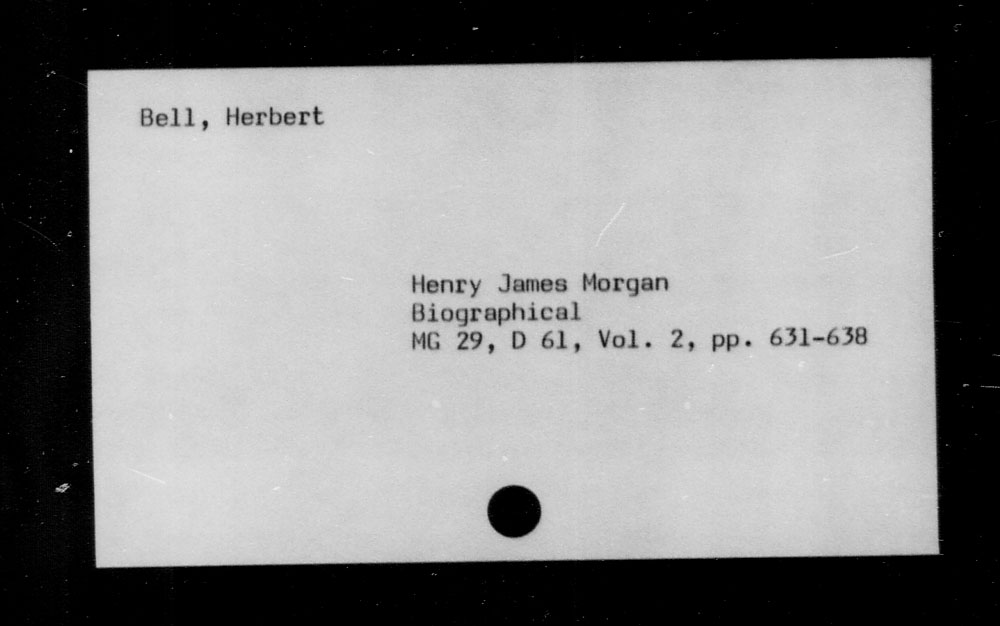 Bell, Herbert
Henry James Morgan
Biographical
MG 29, D 61, Vol. 2, pp. 631-638